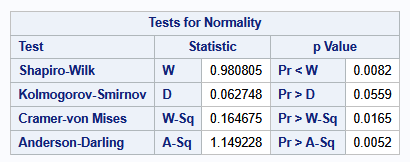 Tests for Normality
Test Statistic p Value
Shapiro-Wilk W 0.980805 Pr < W 0.0082
Kolmogorov-Smirnov D 0.062748 Pr > D 0.0559
Cramer-von Mises W-Sq 0.164675 Pr > W-Sq 0.0165
Anderson-Darling A-Sq 1.149228 Pr > A-Sq 0.0052